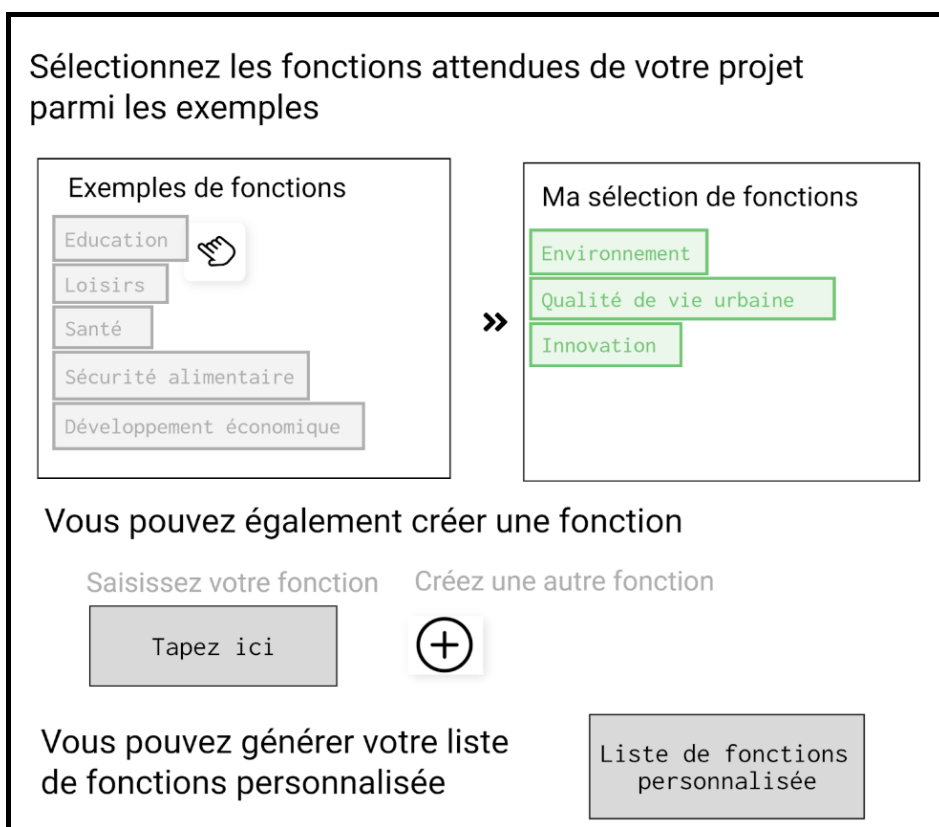 Sélectionnez les fonctions attendues de votre projet
parmi les exemples
Exemples de fonctions
Education
Loisirs
Santé
Sécurité alimentaire
Développement économique
»
Ma sélection de fonctions
Environnement
Qualité de vie urbaine
Innovation
Vous pouvez également créer une fonction
Saisissez votre fonction
Tapez ici
Créez une autre fonction
Vous pouvez générer votre liste
de fonctions personnalisée
Liste de fonctions
personnalisée